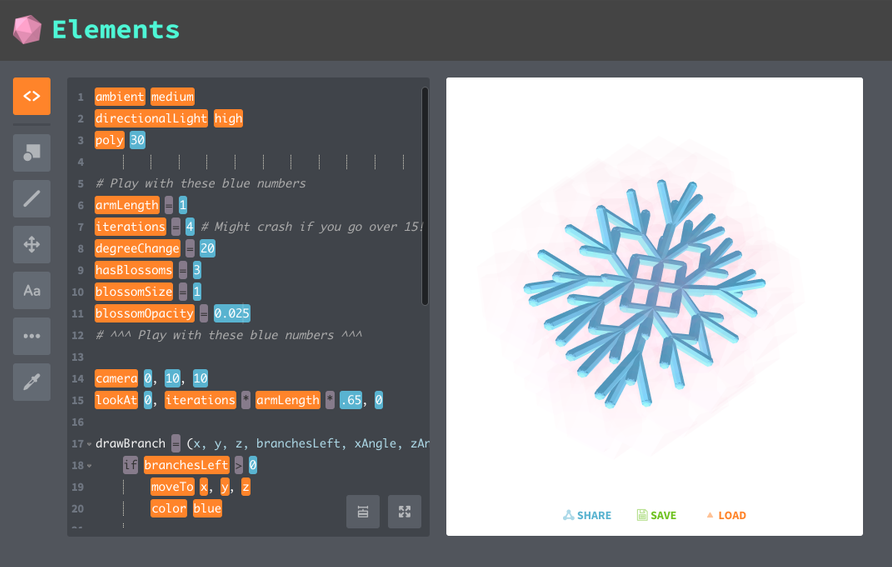 Elements
1 ambient medium
2 directionalLight high
3 poly 30
4
5 # Play with these blue numbers
6 armLength = 1
7 iterations = 4 # Might crash if you go over 15!
8 degreeChange = 20
9 hasBlossoms = 3
10 blossomSize = 1
11 blossomOpacity = 0.025
12 # ^^^ Play with these blue numbers ^^^
13
14 camera 0, 10, 10
15 lookAt 0, iterations * armLength * .65, 0
16
17 drawBranch = (x, y, z, branchesLeft, xAngle, zAn
18 if branchesLeft > 0
19 moveTo x, y, z
20 color blue
Aa
SHARE SAVE LOAD